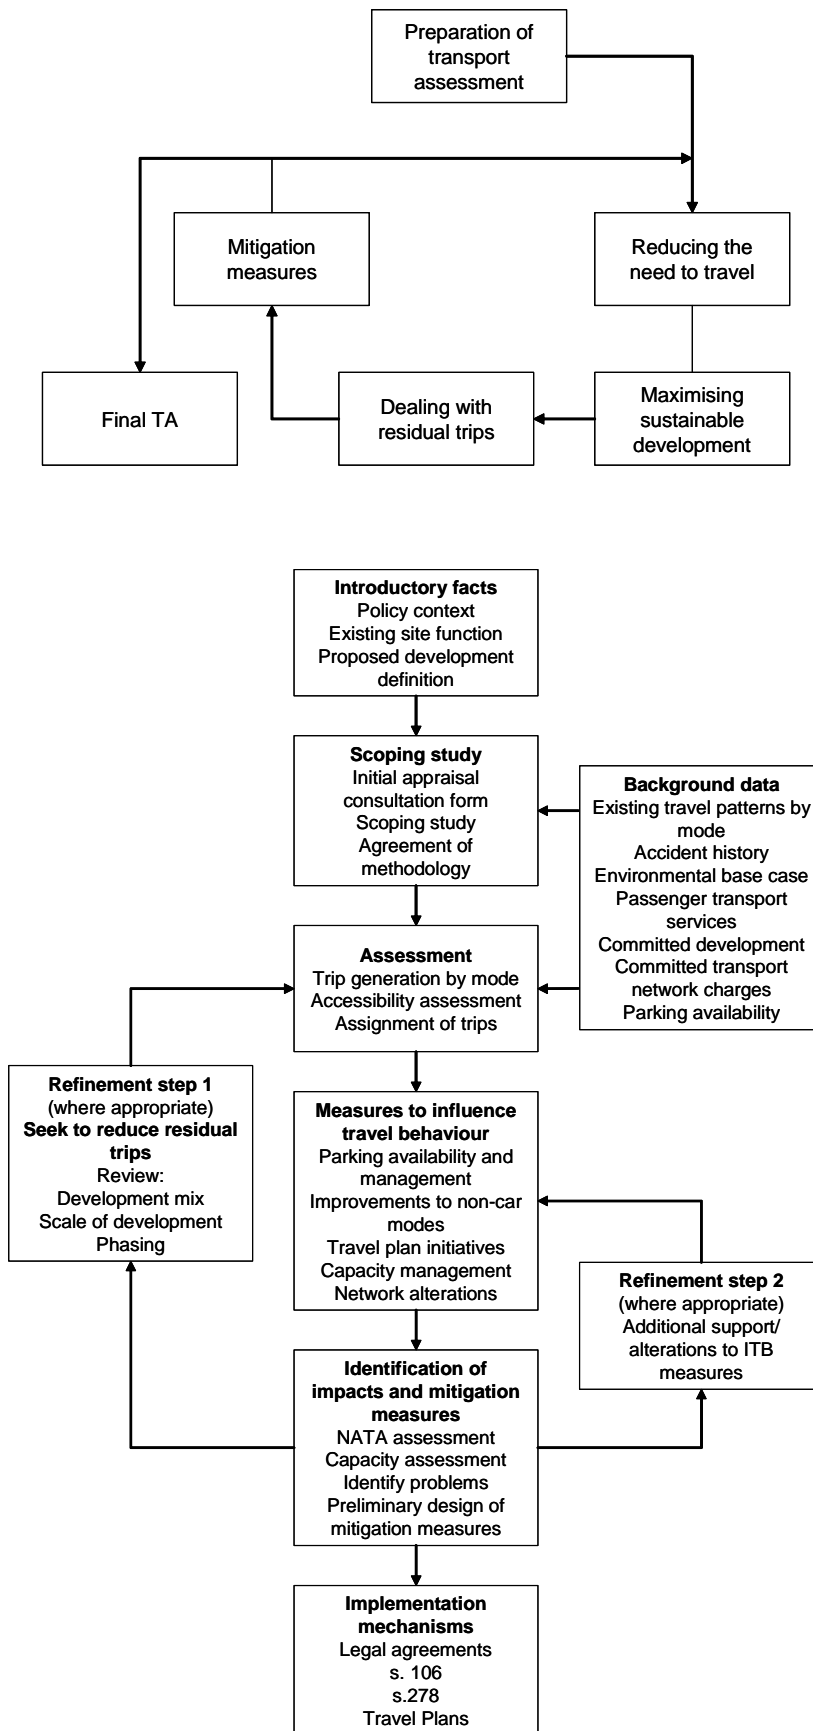 Preparation of
transport
assessment
Mitigation
measures
Reducing the
need to travel
Final TA
Dealing with
residual trips
Maximising
sustainable
development
Introductory facts
Policy context
Existing site function
Proposed development
definition
Scoping study
Initial appraisal
consultation form
Scoping study
Agreement of
methodology
Background data
Existing travel patterns by
mode
Accident history
Environmental base case
Passenger transport
services
Committed development
Committed transport
network charges
Parking availability
Assessment
Trip generation by mode
Accessibility assessment
Assignment of trips
Refinement step 1
(where appropriate)
Seek to reduce residual
trips
Review:
Development mix
Scale of development
Phasing
Measures to influence
travel behaviour
Parking availability and
management
Improvements to non-car
modes
Travel plan initiatives
Capacity management
Network alterations
Refinement step 2
(where appropriate)
Additional support/
alterations to ITB
measures
Identification of
impacts and mitigation
measures
NATA assessment
Capacity assessment
Identify problems
Preliminary design of
mitigation measures
Implementation
mechanisms
Legal agreements
s. 106
s.278
Travel Plans